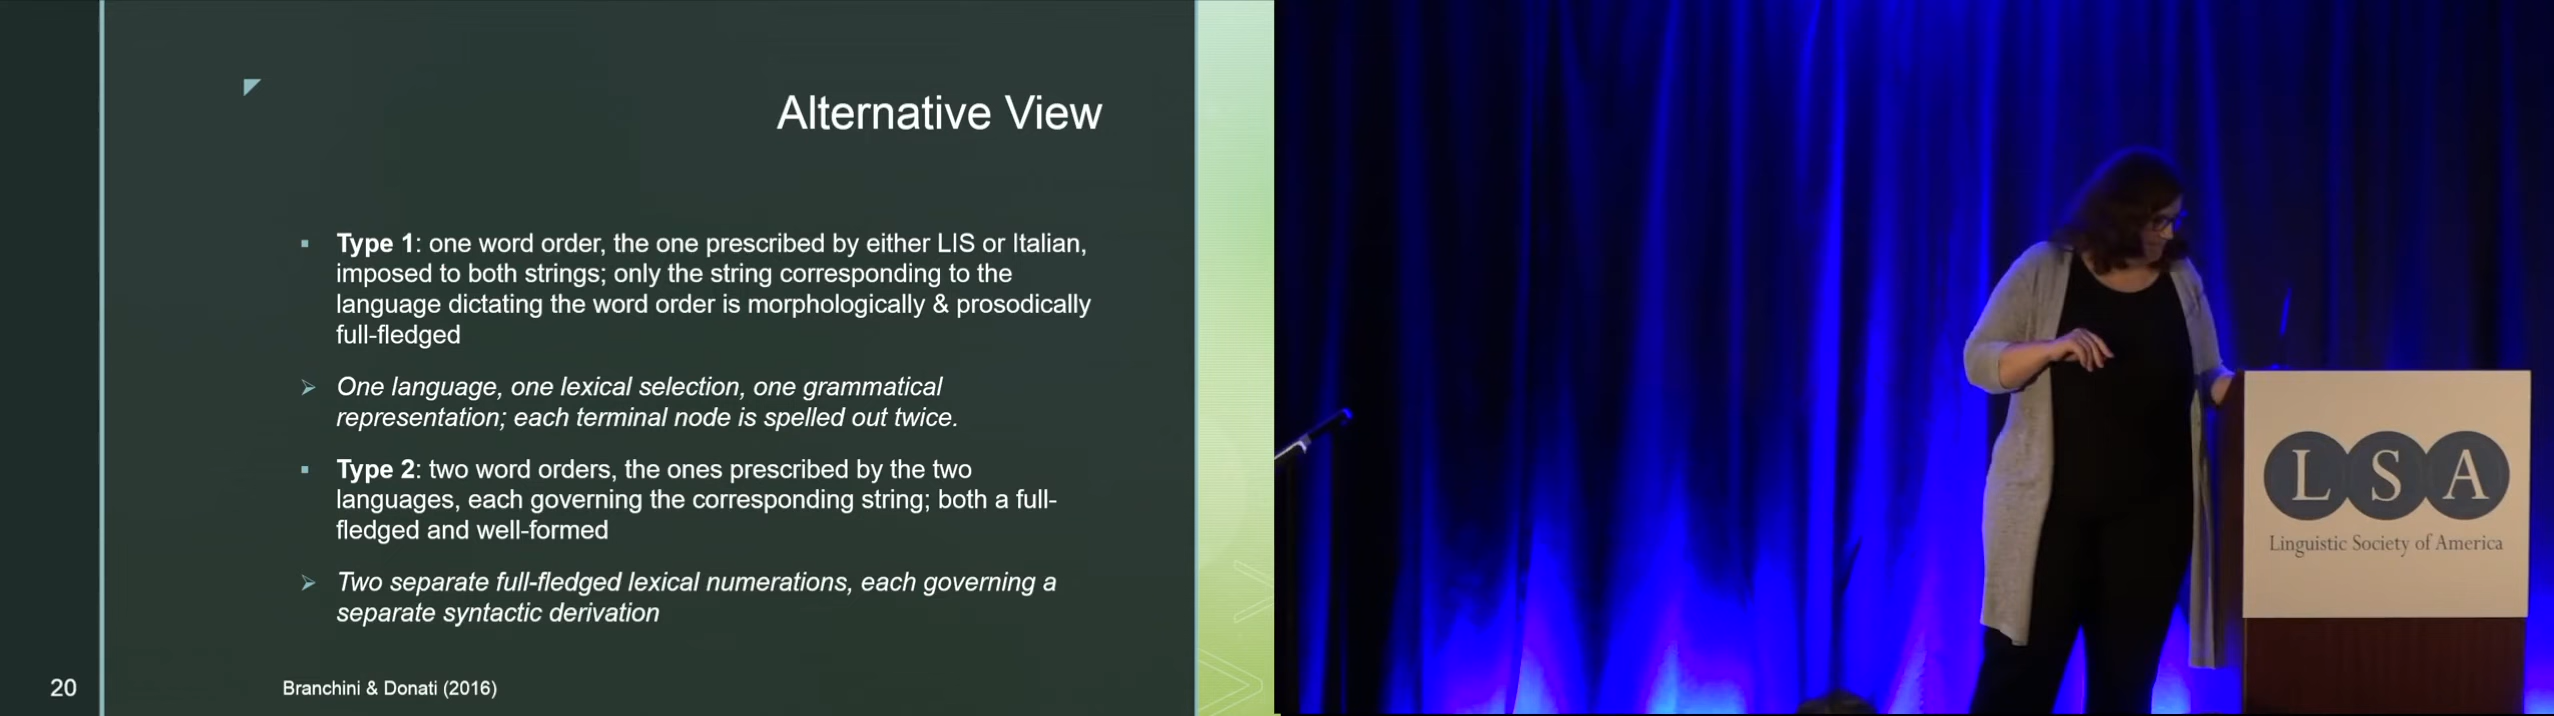 Alternative View
Type 1: one word order, the one prescribed by either LIS or Italian,
imposed to both strings; only the string corresponding to the
language dictating the word order is morphologically & prosodically
full-fledged
One language, one lexical selection, one grammatical
representation; each terminal node is spelled out twice.
Type 2: two word orders, the ones prescribed by the two
languages, each governing the corresponding string; both a full-
fledged and well-formed
Two separate full-fledged lexical numerations, each governing a
separate syntactic derivation
20
Branchini & Donati (2016)
LSA
Linguistic Society of America